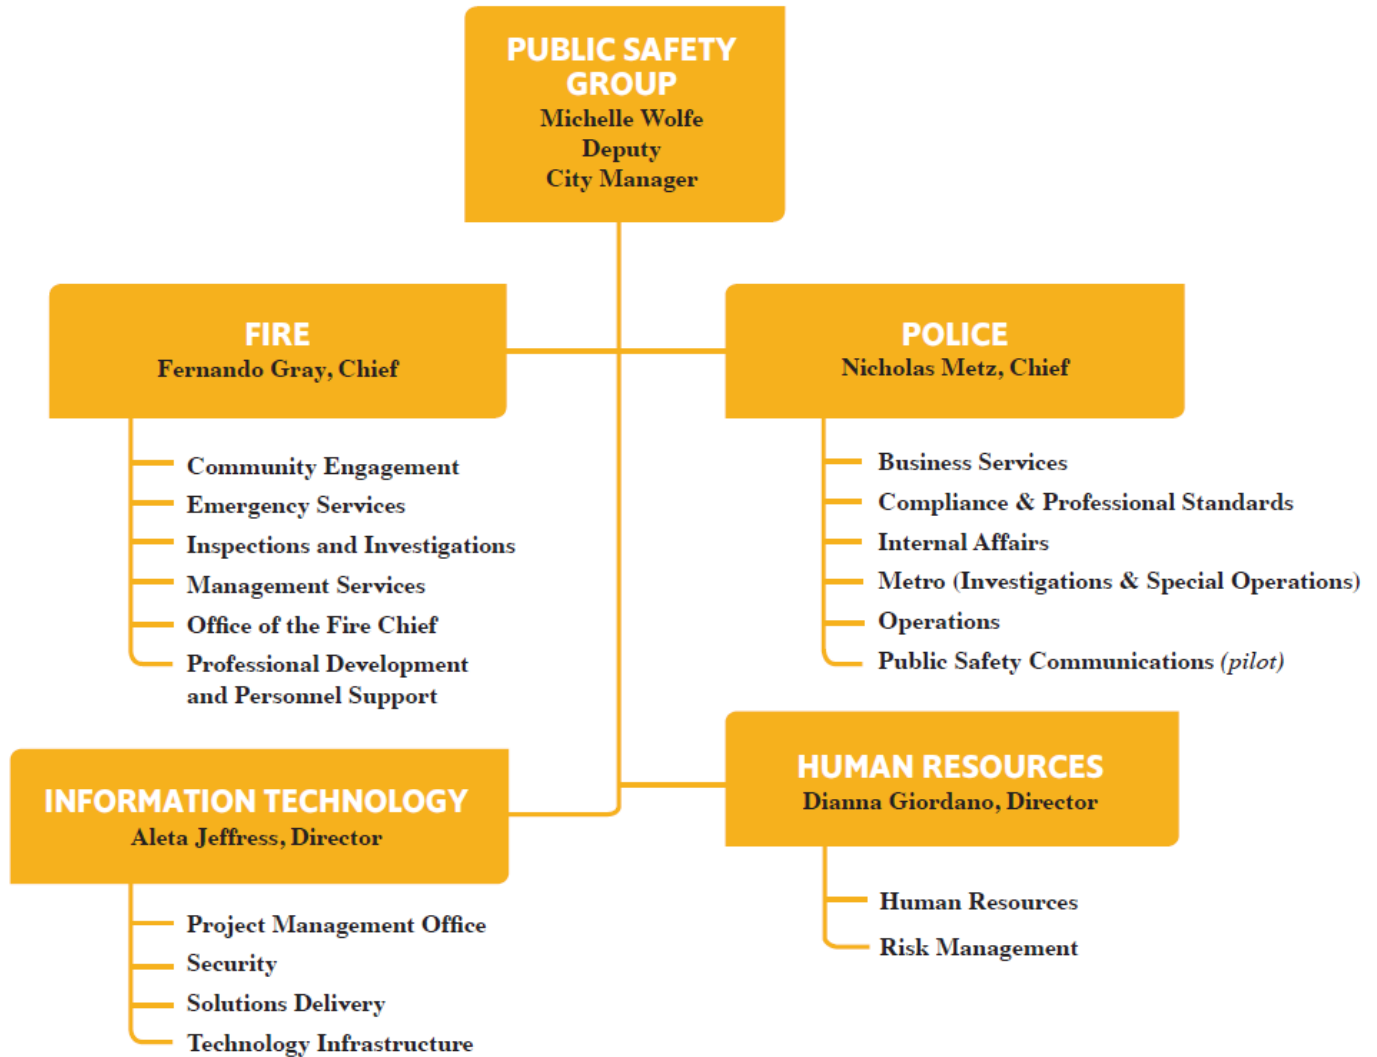 PUBLIC SAFETY
GROUP
Michelle Wolfe
Deputy
City Manager
FIRE
Fernando Gray, Chief
Community Engagement
Emergency Services
Inspections and Investigations
Management Services
Office of the Fire Chief
Professional Development
and Personnel Support
POLICE
Nicholas Metz, Chief
Business Services
Compliance & Professional Standards
Internal Affairs
Metro (Investigations & Special Operations)
Operations
Public Safety Communications (pilot)
INFORMATION TECHNOLOGY
Aleta Jeffress, Director
Project Management Office
Security
Solutions Delivery
Technology Infrastructure
HUMAN RESOURCES
Dianna Giordano, Director
Human Resources
Risk Management